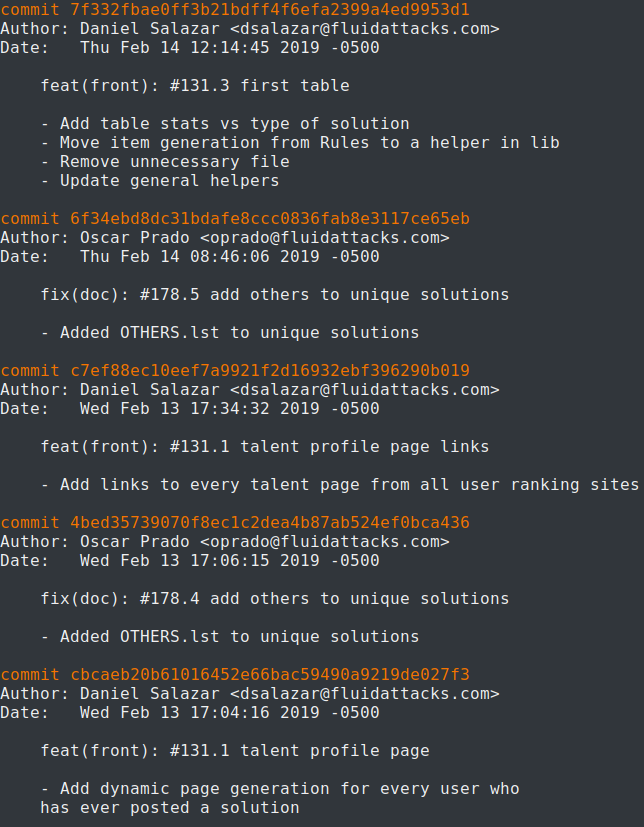 commit 7f332fbae0ff3b21bdff4f6efa2399a4ed9953d1
Author: Daniel Salazar <dsalazar@fluidattacks.com>
Date:   Thu Feb 14 12:14:45 2019 -0500

    feat(front): #131.3 first table

    - Add table stats vs type of solution
    - Move item generation from Rules to a helper in lib
    - Remove unnecessary file
    - Update general helpers

commit 6f34ebd8dc31bdafe8ccc0836fab8e3117ce65eb
Author: Oscar Prado <oprado@fluidattacks.com>
Date:   Thu Feb 14 08:46:06 2019 -0500

    fix(doc): #178.5 add others to unique solutions

    - Added OTHERS.lst to unique solutions

commit c7ef88ec10eef7a9921f2d16932ebf396290b019
Author: Daniel Salazar <dsalazar@fluidattacks.com>
Date:   Wed Feb 13 17:34:32 2019 -0500

    feat(front): #131.1 talent profile page links

    - Add links to every talent page from all user ranking sites

commit 4bed35739070f8ec1c2dea4b87ab524ef0bca436
Author: Oscar Prado <oprado@fluidattacks.com>
Date:   Wed Feb 13 17:06:15 2019 -0500

    fix(doc): #178.4 add others to unique solutions

    - Added OTHERS.lst to unique solutions

commit cbcaeb20b61016452e66bac59490a9219de027f3
Author: Daniel Salazar <dsalazar@fluidattacks.com>
Date:   Wed Feb 13 17:04:16 2019 -0500

    feat(front): #131.1 talent profile page

    - Add dynamic page generation for every user who
    has ever posted a solution